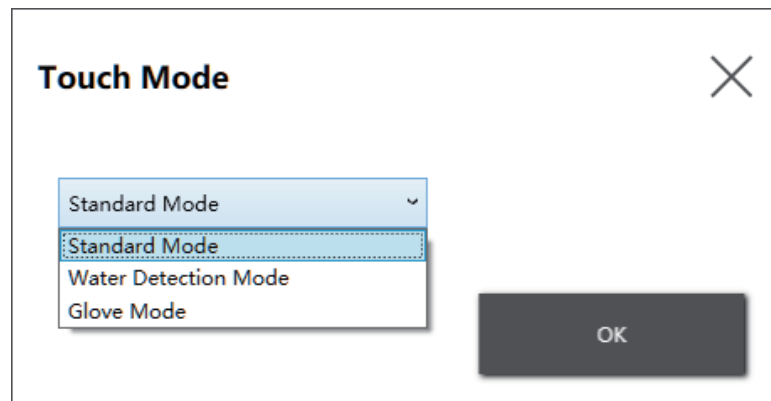 Touch Mode
Standard Mode
Standard Mode
Water Detection Mode
Glove Mode
OK